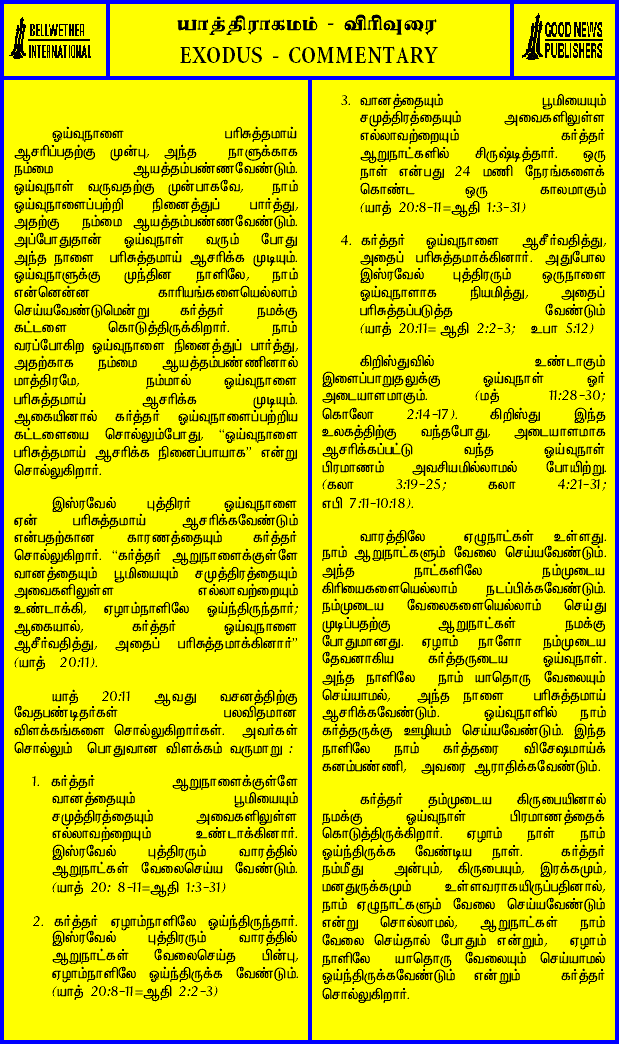 BELLWETHER
INTERNATIONAL
யாத்திராகமம் - விரிவுரை
EXODUS - COMMENTARY
GOOD NEWS
PUBLISHERS
ஓய்வுநாளை பரிசுத்தமாய்
ஆசரிப்பதற்கு முன்பு, அந்த நாளுக்காக
நம்மை ஆயத்தம்பண்ணவேண்டும்.
ஓய்வுநாள் வருவதற்கு முன்பாகவே, நாம்
ஓய்வுநாளைப்பற்றி நினைத்துப் பார்த்து,
அதற்கு நம்மை ஆயத்தம்பண்ணவேண்டும்.
அப்போதுதான் ஓய்வுநாள் வரும் போது
அந்த நாளை பரிசுத்தமாய் ஆசரிக்க முடியும்.
ஓய்வுநாளுக்கு முந்தின நாளிலே, நாம்
என்னென்ன காரியங்களையெல்லாம்
செய்யவேண்டுமென்று கர்த்தர் நமக்கு
கட்டளை கொடுத்திருக்கிறார். நாம்
வரப்போகிற ஓய்வுநாளை நினைத்துப் பார்த்து,
அதற்காக நம்மை ஆயத்தம்பண்ணினால்
மாத்திரமே, நம்மால் ஓய்வுநாளை
பரிசுத்தமாய் ஆசரிக்க முடியும்.
ஆகையினால் கர்த்தர் ஓய்வுநாளைப்பற்றிய
கட்டளையை சொல்லும்போது, "ஓய்வுநாளை
பரிசுத்தமாய் ஆசரிக்க நினைப்பாயாக" என்று
சொல்லுகிறார்.
இஸ்ரவேல் புத்திரர் ஓய்வுநாளை
ஏன் பரிசுத்தமாய் ஆசரிக்கவேண்டும்
என்பதற்கான காரணத்தையும் கர்த்தர்
சொல்லுகிறார். "கர்த்தர் ஆறுநாளைக்குள்ளே
வானத்தையும் பூமியையும் சமுத்திரத்தையும்
அவைகளிலுள்ள எல்லாவற்றையும்
உண்டாக்கி, ஏழாம்நாளிலே ஓய்ந்திருந்தார்;
ஆகையால், கர்த்தர் ஓய்வுநாளை
ஆசீர்வதித்து, அதைப் பரிசுத்தமாக்கினார்"
(யாத் 20:11).
யாத் 20:11 ஆவது வசனத்திற்கு
வேதபண்டிதர்கள் பலவிதமான
விளக்கங்களை சொல்லுகிறார்கள். அவர்கள்
சொல்லும் பொதுவான விளக்கம் வருமாறு :
1. கர்த்தர் ஆறுநாளைக்குள்ளே
வானத்தையும் பூமியையும்
சமுத்திரத்தையும் அவைகளிலுள்ள
எல்லாவற்றையும் உண்டாக்கினார்.
இஸ்ரவேல் புத்திரரும் வாரத்தில்
ஆறுநாட்கள் வேலைசெய்ய வேண்டும்.
(யாத் 20: 8-11=ஆதி 1:3-31)
2. கர்த்தர் ஏழாம்நாளிலே ஓய்ந்திருந்தார்.
இஸ்ரவேல் புத்திரரும் வாரத்தில்
ஆறுநாட்கள் வேலைசெய்த பின்பு,
ஏழாம்நாளிலே ஓய்ந்திருக்க வேண்டும்.
(யாத் 20:8-11=ஆதி 2:2-3)
3. வானத்தையும் பூமியையும்
சமுத்திரத்தையும் அவைகளிலுள்ள
எல்லாவற்றையும் கர்த்தர்
ஆறுநாட்களில் சிருஷ்டித்தார். ஒரு
நாள் என்பது 24 மணி நேரங்களைக்
கொண்ட ஒரு காலமாகும்
(யாத் 20:8-11=ஆதி 1:3-31)
4. கர்த்தர் ஓய்வுநாளை ஆசீர்வதித்து,
அதைப் பரிசுத்தமாக்கினார். அதுபோல
இஸ்ரவேல் புத்திரரும் ஒருநாளை
ஓய்வுநாளாக நியமித்து, அதைப்
பரிசுத்தப்படுத்த வேண்டும்
(யாத் 20:11= ஆதி 2:2-3; உபா 5:12)
கிறிஸ்துவில் உண்டாகும்
இளைப்பாறுதலுக்கு ஓய்வுநாள் ஓர்
அடையாளமாகும். (மத் 11:28-30;
கொலோ 2:14-17). கிறிஸ்து இந்த
உலகத்திற்கு வந்தபோது, அடையாளமாக
ஆசரிக்கப்பட்டு வந்த ஓய்வுநாள்
பிரமாணம் அவசியமில்லாமல் போயிற்று.
(கலா 3:19-25; கலா 4:21-31;
எபி 7:11-10:18).
வாரத்திலே ஏழுநாட்கள் உள்ளது.
நாம் ஆறுநாட்களும் வேலை செய்யவேண்டும்.
அந்த நாட்களிலே நம்முடைய
கிரியைகளையெல்லாம் நடப்பிக்கவேண்டும்.
நம்முடைய வேலைகளையெல்லாம் செய்து
முடிப்பதற்கு ஆறுநாட்கள் நமக்கு
போதுமானது. ஏழாம் நாளோ நம்முடைய
தேவனாகிய கர்த்தருடைய ஓய்வுநாள்.
அந்த நாளிலே நாம் யாதொரு வேலையும்
செய்யாமல், அந்த நாளை பரிசுத்தமாய்
ஆசரிக்கவேண்டும். ஓய்வுநாளில் நாம்
கர்த்தருக்கு ஊழியம் செய்யவேண்டும். இந்த
நாளிலே நாம் கர்த்தரை விசேஷமாய்க்
கனம்பண்ணி, அவரை ஆராதிக்கவேண்டும்.
கர்த்தர் தம்முடைய கிருபையினால்
நமக்கு ஓய்வுநாள் பிரமாணத்தைக்
கொடுத்திருக்கிறார். ஏழாம் நாள் நாம்
ஓய்ந்திருக்க வேண்டிய நாள். கர்த்தர்
நம்மீது அன்பும், கிருபையும், இரக்கமும்,
மனதுருக்கமும் உள்ளவராகயிருப்பதினால்,
நாம் ஏழுநாட்களும் வேலை செய்யவேண்டும்
என்று சொல்லாமல், ஆறுநாட்கள் நாம்
வேலை செய்தால் போதும் என்றும், ஏழாம்
நாளிலே யாதொரு வேலையும் செய்யாமல்
ஓய்ந்திருக்கவேண்டும் என்றும் கர்த்தர்
சொல்லுகிறார்.